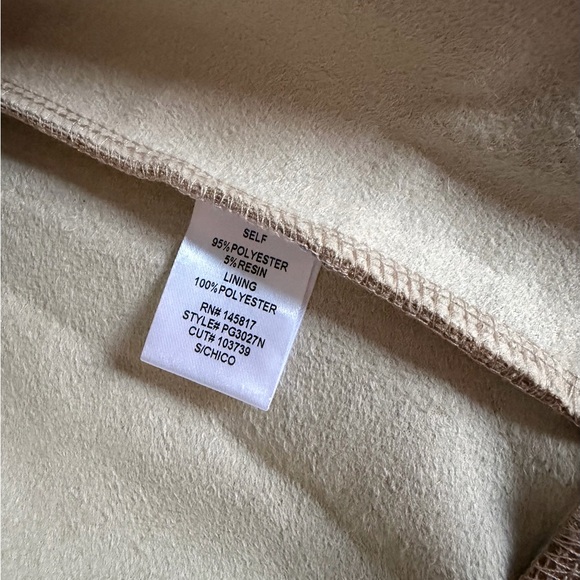 SELF
95%POLYESTER
5%RESIN
LINING
100%POLYESTER
RN# 145817
STYLE# PG3027N
CUT# 103739
S/CHICO